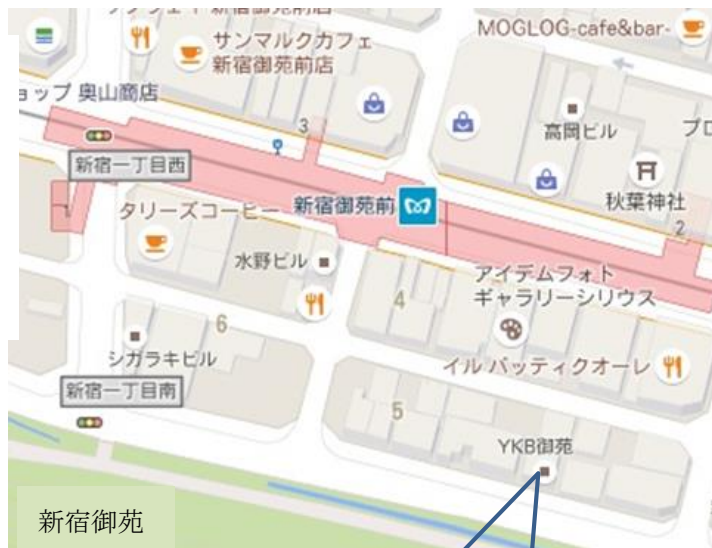 MOGLOG-cafe&bar-
サンマルクカフェ
新宿御苑前店
ョップ 奥山商店
3
高岡ビル
プロ
新宿一丁目西
新宿御苑前
秋葉神社
1
タリーズコーヒー
2
水野ビル
アイデムフォト
ギャラリーシリウス
4
6
シガラキビル
イル バッティクオーレ
新宿一丁目南
5
YKB御苑
新宿御苑